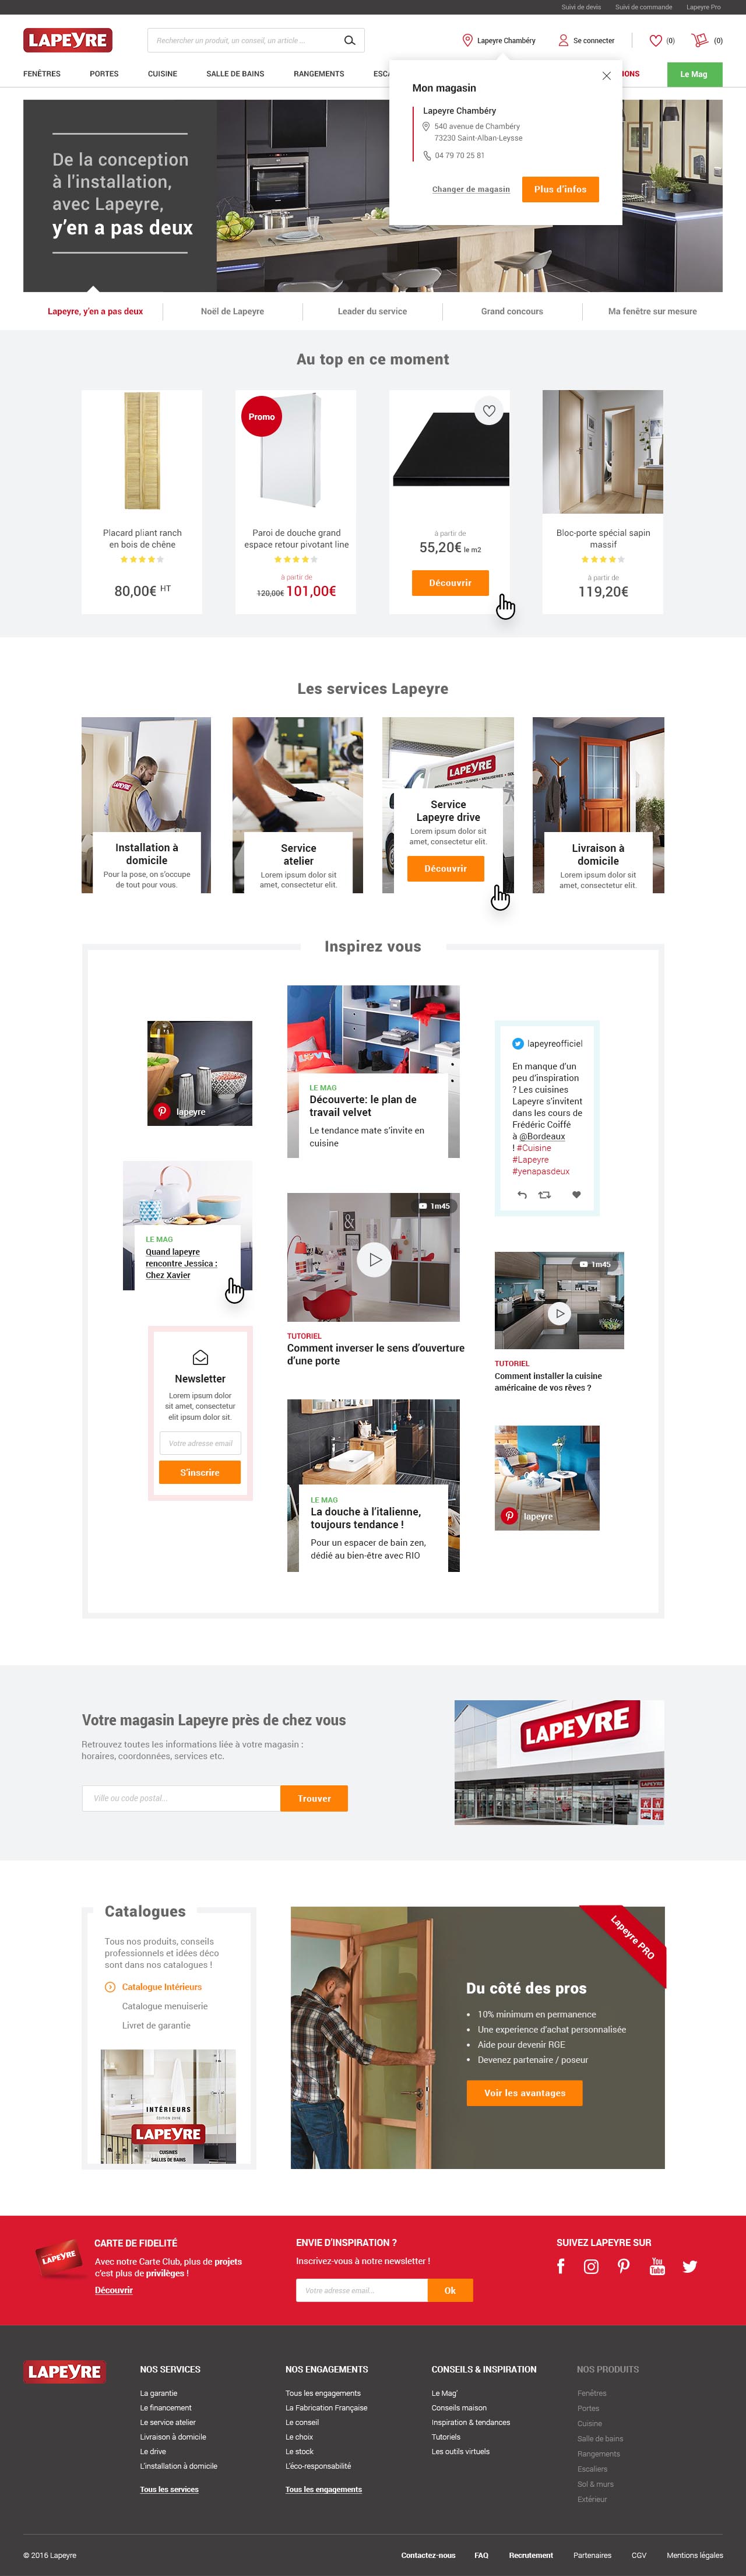 Suivi de devis Suivi de commande Lapeyre Pro
LAPEYRE
Rechercher un produit, un conseil, un article ...
Lapeyre Chambéry Se connecter (0) (0)
FENÊTRES PORTES CUISINE SALLE DE BAINS RANGEMENTS Le Mag
Mon magasin
Lapeyre Chambéry
540 avenue de Chambéry
73230 Saint-Alban-Leysse
04 79 70 25 81
Changer de magasin Plus d'infos
De la conception
à l'installation,
avec Lapeyre,
y'en a pas deux
Lapeyre, y'en a pas deux Noël de Lapeyre Leader du service Grand concours Ma fenêtre sur mesure
Au top en ce moment
Placard pliant ranch
en bois de chêne
80,00€ HT
Promo
Paroi de douche grand
espace retour pivotant line
à partir de
120,00€ 101,00€
à partir de
55,20€ le m2
Découvrir
Bloc-porte spécial sapin
massif
à partir de
119,20€
Les services Lapeyre
Installation à
domicile
Pour la pose, on s'occupe
de tout pour vous.
Service
atelier
Lorem ipsum dolor sit
amet, consectetur elit.
LAPEYRE
Service
Lapeyre drive
Lorem ipsum dolor sit
amet, consectetur elit.
Découvrir
Livraison à
domicile
Lorem ipsum dolor sit
amet, consectetur elit.
Inspirez vous
lapeyre
LE MAG
Quand lapeyre
rencontre Jessica :
Chez Xavier
Newsletter
Lorem ipsum dolor
sit amet, consectetur
elit ipsum dolor sit.
Votre adresse email
S'inscrire
LE MAG
Découverte: le plan de
travail velvet
Le tendance mate s'invite en
cuisine
1m45
TUTORIEL
Comment inverser le sens d'ouverture
d'une porte
LE MAG
La douche à l'italienne,
toujours tendance !
Pour un espacer de bain zen,
dédié au bien-être avec RIO
lapeyreofficiel
En manque d'un
peu d'inspiration
? Les cuisines
Lapeyre s'invitent
dans les cours de
Frédéric Coiffé
à @Bordeaux
! #Cuisine
#Lapeyre
#yenapasdeux
1m45
TUTORIEL
Comment installer la cuisine
américaine de vos rêves ?
lapeyre
Votre magasin Lapeyre près de chez vous
Retrouvez toutes les informations liée à votre magasin :
horaires, coordonnées, services etc.
Ville ou code postal... Trouver
LAPEYRE
LAPEYRE
Catalogues
Tous nos produits, conseils
professionnels et idées déco
sont dans nos catalogues !
Catalogue Intérieurs
Catalogue menuiserie
Livret de garantie
INTÉRIEURS
ÉDITION 2016
LAPEYRE
CUISINES
SALLES DE BAINS
Lapeyre PRO
Du côté des pros
10% minimum en permanence
Une experience d'achat personnalisée
Aide pour devenir RGE
Devenez partenaire / poseur
Voir les avantages
LAPEYRE
CARTE DE FIDELITÉ
Avec notre Carte Club, plus de projets
c'est plus de privilèges !
Découvrir
ENVIE D'INSPIRATION ?
Inscrivez-vous à notre newsletter !
Votre adresse email... Ok
SUIVEZ LAPEYRE SUR
You
Tube
LAPEYRE
NOS SERVICES
La garantie
Le financement
Le service atelier
Livraison à domicile
Le drive
L'installation à domicile
Tous les services
NOS ENGAGEMENTS
Tous les engagements
La Fabrication Française
Le conseil
Le choix
Le stock
L'éco-responsabilité
Tous les engagements
CONSEILS & INSPIRATION
Le Mag'
Conseils maison
Inspiration & tendances
Tutoriels
Les outils virtuels
NOS PRODUITS
Fenêtres
Portes
Cuisine
Salle de bains
Rangements
Escaliers
Sol & murs
Extérieur
© 2016 Lapeyre Contactez-nous FAQ Recrutement Partenaires CGV Mentions légales